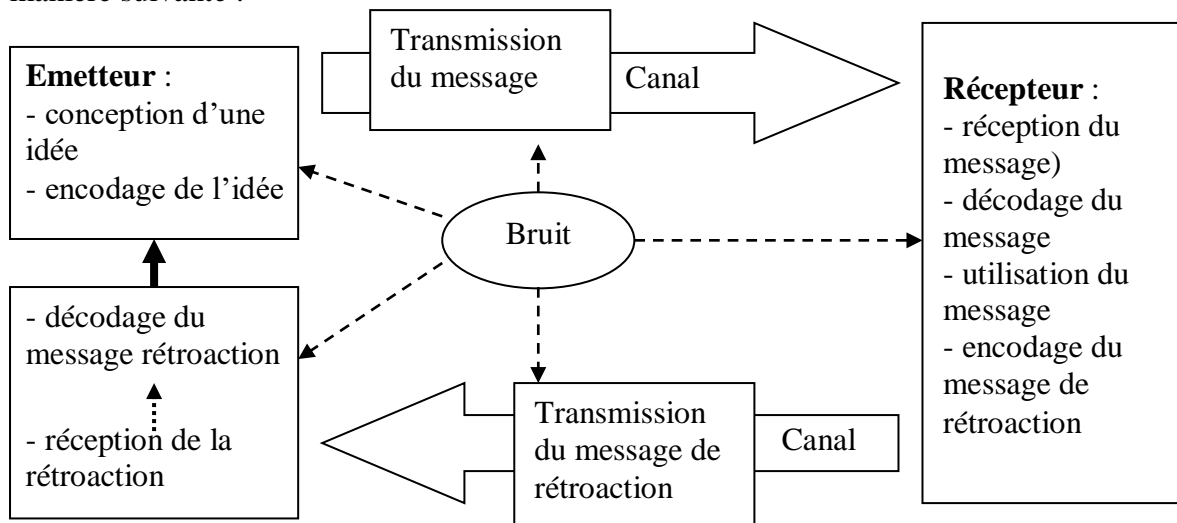 manière suivante :
Transmission
du message
Canal
Emetteur :
- conception d’une
idée
- encodage de l’idée
Récepteur :
- réception du
message)
- décodage du
message
- utilisation du
message
- encodage du
message de
rétroaction
Bruit
- décodage du
message rétroaction
- réception de la
rétroaction
Transmission
du message de
rétroaction
Canal